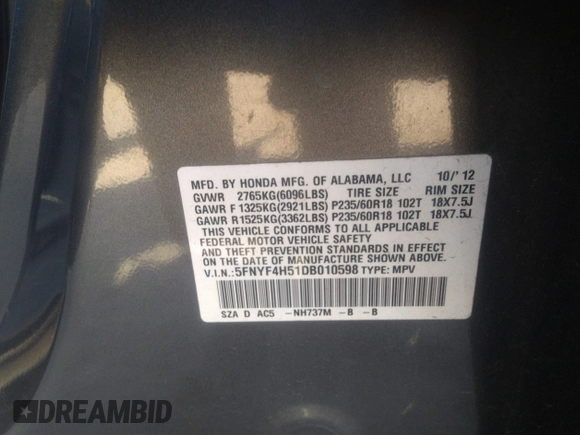 MFD. BY HONDA MFG. OF ALABAMA, LLC 10/'12
GVWR 2765KG(6096LBS) TIRE SIZE RIM SIZE
GAWR F 1325KG(2921LBS) P235/60R18 102T 18X7.5J
GAWR R1525KG(3362LBS) P235/60R18 102T 18X7.5J
THIS VEHICLE CONFORMS TO ALL APPLICABLE
FEDERAL MOTOR VEHICLE SAFETY
AND THEFT PREVENTION STANDARDS IN EFFECT
ON THE DATE OF MANUFACTURE SHOWN ABOVE.
V.I.N.:5FNYF4H51DB010598 TYPE: MPV
SZA D AC5 -NH737M -B -B
DREAMBID